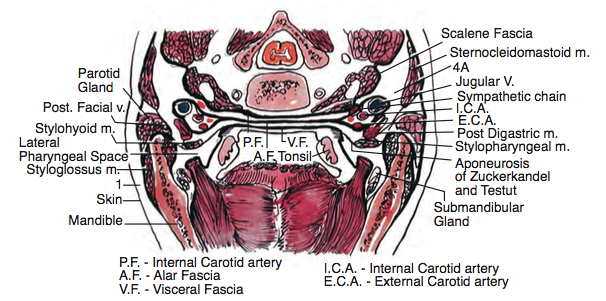 Scalene Fascia
Sternocleidomastoid m.
4A
Jugular V.
Sympathetic chain
I.C.A.
E.C.A.
Post Digastric m.
Stylopharyngeal m.
Aponeurosis
of Zuckerkandel
and Testut
Submandibular
Gland
Parotid
Gland
Post. Facial v.
Stylohyoid m.
Lateral
Pharyngeal Space
Styloglossus m.
1
Skin
Mandible
P.F. V.F.
A.F. Tonsil
P.F. - Internal Carotid artery
A.F. - Alar Fascia
V.F. - Visceral Fascia
I.C.A. - Internal Carotid artery
E.C.A. - External Carotid artery